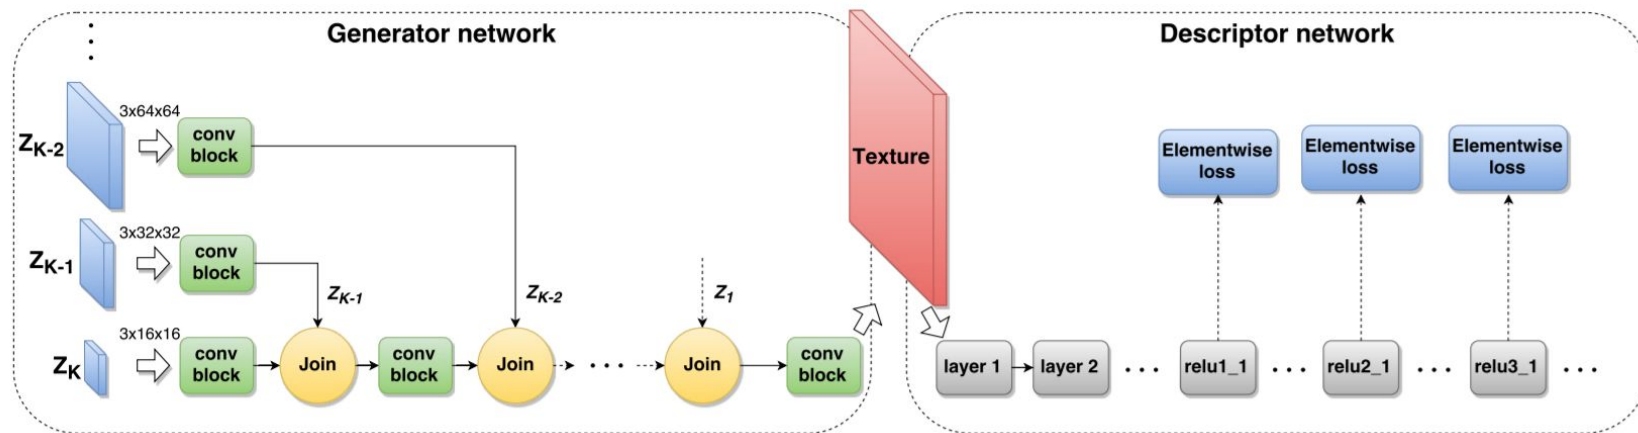 Generator network
Descriptor network
3x64x64
Z_{K-2}
conv
block
Texture
Elementwise
loss
Elementwise
loss
Elementwise
loss
3x32x32
Z_{K-1}
conv
block
Z_{K-1}
Z_{K-2}
Z_1
3x16x16
Z_K
conv
block
Join
conv
block
Join
. . .
Join
conv
block
layer 1
layer 2
. . .
relu1_1
. . .
relu2_1
. . .
relu3_1
. . .